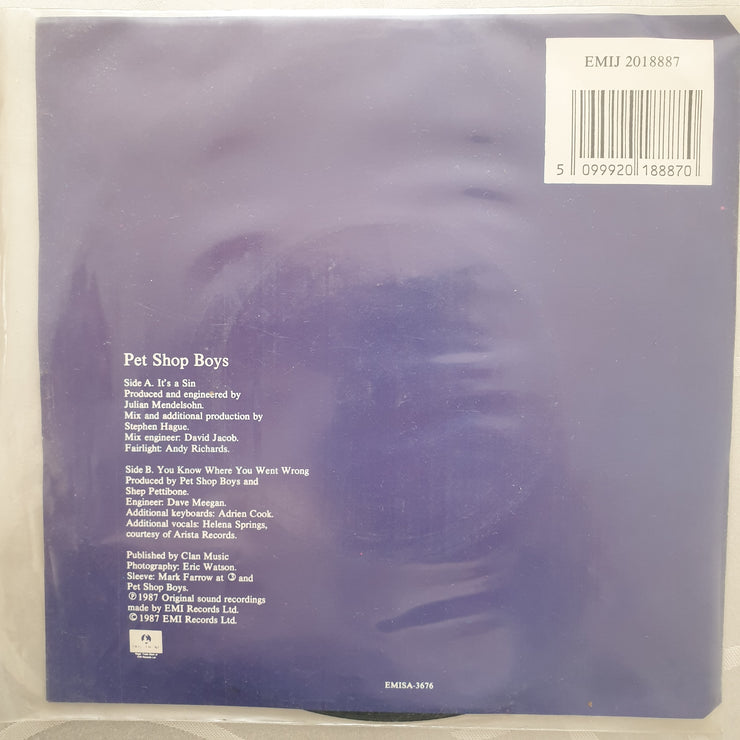 EMIJ 2018887
5 099920 188870
Pet Shop Boys
Side A. It's a Sin
Produced and engineered by
Julian Mendelsohn.
Mix and additional production by
Stephen Hague.
Mix engineer: David Jacob.
Fairlight: Andy Richards.
Side B. You Know Where You Went Wrong
Produced by Pet Shop Boys and
Shep Pettibone.
Engineer: Dave Meegan.
Additional keyboards: Adrien Cook.
Additional vocals: Helena Springs,
courtesy of Arista Records.
Published by Clan Music
Photography: Eric Watson.
Sleeve: Mark Farrow at ③ and
Pet Shop Boys.
℗ 1987 Original sound recordings
made by EMI Records Ltd.
© 1987 EMI Records Ltd.
EMISA-3676